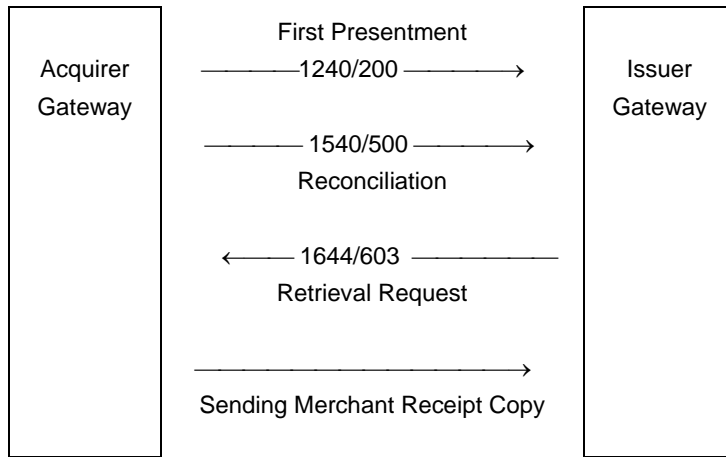 First Presentment
Acquirer
Gateway
1240/200
Issuer
Gateway
1540/500
Reconciliation
1644/603
Retrieval Request
Sending Merchant Receipt Copy